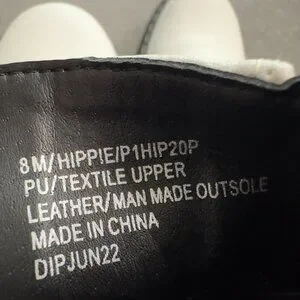 8 M/HIPPIE/P1HIP20P
PU/TEXTILE UPPER
LEATHER/MAN MADE OUTSOLE
MADE IN CHINA
DIPJUN22